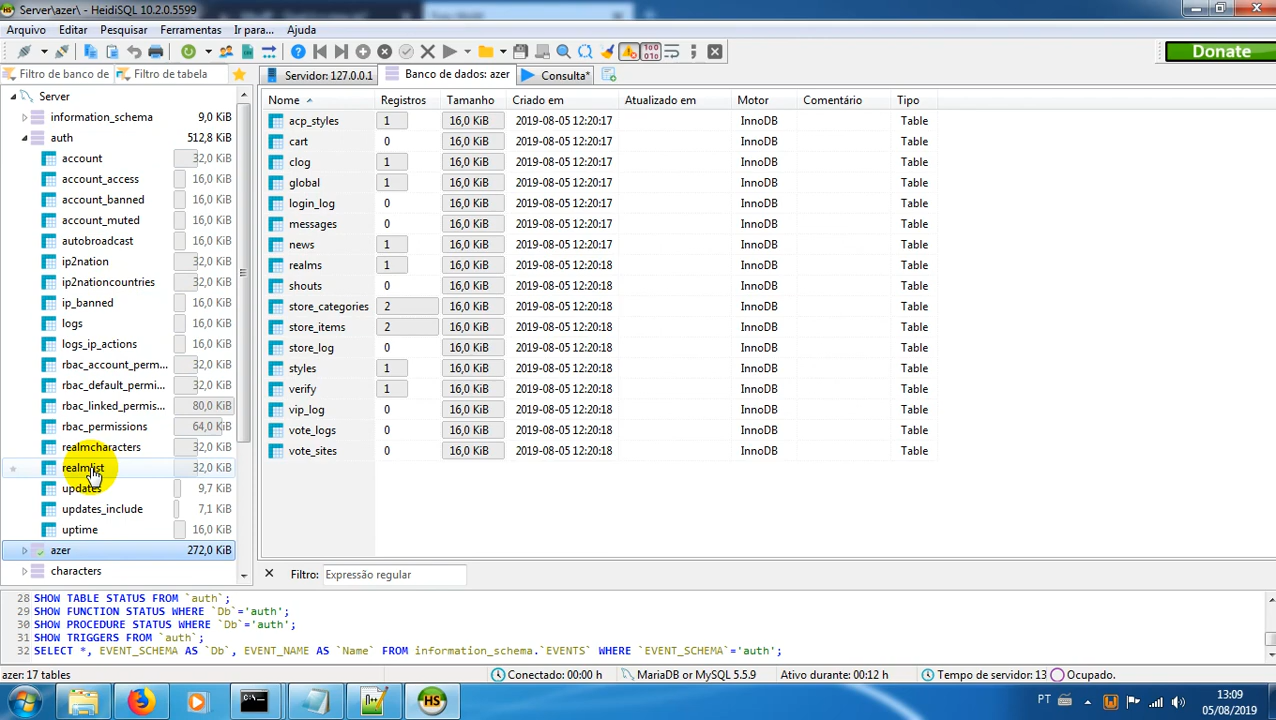 Server\azer\ - HeidiSQL 10.2.0.5599
Arquivo Editar Pesquisar Ferramentas Ir para... Ajuda
Donate
Filtro de banco de Filtro de tabela Servidor: 127.0.0.1 Banco de dados: azer Consulta*
Server
information_schema 9,0 KiB
auth 512,8 KiB
account 32,0 KiB
account_access 16,0 KiB
account_banned 16,0 KiB
account_muted 16,0 KiB
autobroadcast 16,0 KiB
ip2nation 32,0 KiB
ip2nationcountries 32,0 KiB
ip_banned 16,0 KiB
logs 16,0 KiB
logs_ip_actions 16,0 KiB
rbac_account_perm... 32,0 KiB
rbac_default_permi... 32,0 KiB
rbac_linked_permis... 80,0 KiB
rbac_permissions 64,0 KiB
realmcharacters 32,0 KiB
realmlist 32,0 KiB
updates 9,7 KiB
updates_include 7,1 KiB
uptime 16,0 KiB
azer 272,0 KiB
characters
Nome Registros Tamanho Criado em Atualizado em Motor Comentário Tipo
acp_styles 1 16,0 KiB 2019-08-05 12:20:17 InnoDB Table
cart 0 16,0 KiB 2019-08-05 12:20:17 InnoDB Table
clog 1 16,0 KiB 2019-08-05 12:20:17 InnoDB Table
global 1 16,0 KiB 2019-08-05 12:20:17 InnoDB Table
login_log 0 16,0 KiB 2019-08-05 12:20:17 InnoDB Table
messages 0 16,0 KiB 2019-08-05 12:20:17 InnoDB Table
news 1 16,0 KiB 2019-08-05 12:20:17 InnoDB Table
realms 1 16,0 KiB 2019-08-05 12:20:18 InnoDB Table
shouts 0 16,0 KiB 2019-08-05 12:20:18 InnoDB Table
store_categories 2 16,0 KiB 2019-08-05 12:20:18 InnoDB Table
store_items 2 16,0 KiB 2019-08-05 12:20:18 InnoDB Table
store_log 0 16,0 KiB 2019-08-05 12:20:18 InnoDB Table
styles 1 16,0 KiB 2019-08-05 12:20:18 InnoDB Table
verify 1 16,0 KiB 2019-08-05 12:20:18 InnoDB Table
vip_log 0 16,0 KiB 2019-08-05 12:20:18 InnoDB Table
vote_logs 0 16,0 KiB 2019-08-05 12:20:18 InnoDB Table
vote_sites 0 16,0 KiB 2019-08-05 12:20:18 InnoDB Table
Filtro: Expressão regular
28 SHOW TABLE STATUS FROM `auth`;
29 SHOW FUNCTION STATUS WHERE `Db`='auth';
30 SHOW PROCEDURE STATUS WHERE `Db`='auth';
31 SHOW TRIGGERS FROM `auth`;
32 SELECT *, EVENT_SCHEMA AS `Db`, EVENT_NAME AS `Name` FROM information_schema.`EVENTS` WHERE `EVENT_SCHEMA`='auth';
azer: 17 tables Conectado: 00:00 h MariaDB or MySQL 5.5.9 Ativo durante: 00:12 h Tempo de servidor: 13 Ocupado.
PT 13:09
05/08/2019